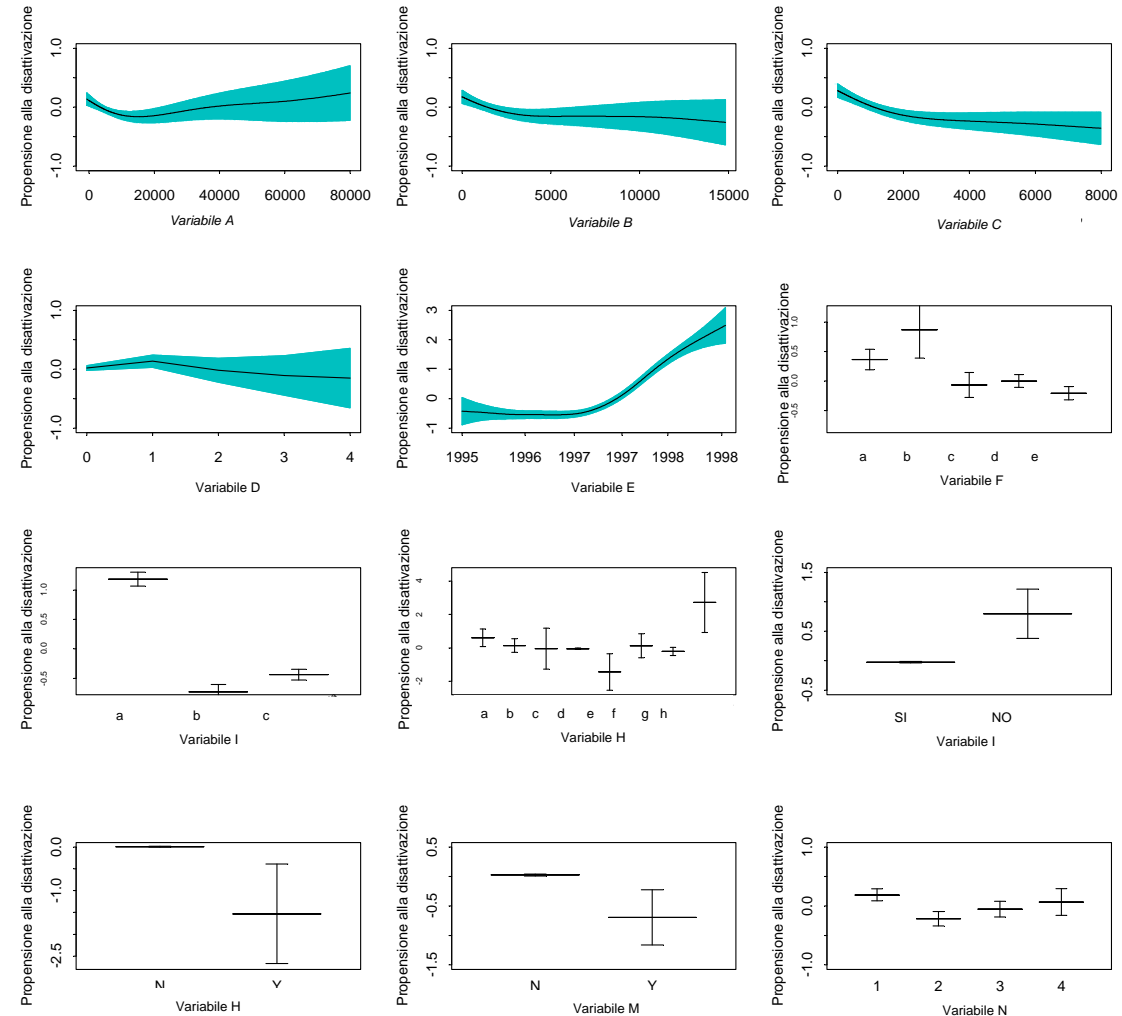 Propensione alla disattivazione
1.0
0.0
-1.0
0 20000 40000 60000 80000
Variabile A
Propensione alla disattivazione
1.0
0.0
-1.0
0 5000 10000 15000
Variabile B
Propensione alla disattivazione
1.0
0.0
-1.0
0 2000 4000 6000 8000
Variabile C
Propensione alla disattivazione
1.0
0.0
-1.0
0 1 2 3 4
Variabile D
Propensione alla disattivazione
3
2
1
0
-1
1995 1996 1997 1997 1998 1998
Variabile E
Propensione alla disattivazione
1.0
0.5
0.0
-0.5
a b c d e
Variabile F
Propensione alla disattivazione
1.0
0.5
0.0
-0.5
a b c
Variabile I
Propensione alla disattivazione
4
2
0
-2
a b c d e f g h
Variabile H
Propensione alla disattivazione
1.5
0.5
-0.5
SI NO
Variabile I
Propensione alla disattivazione
0.0
-1.0
-2.5
N Y
Variabile H
Propensione alla disattivazione
0.5
-0.5
-1.5
N Y
Variabile M
Propensione alla disattivazione
1.0
0.0
-1.0
1 2 3 4
Variabile N